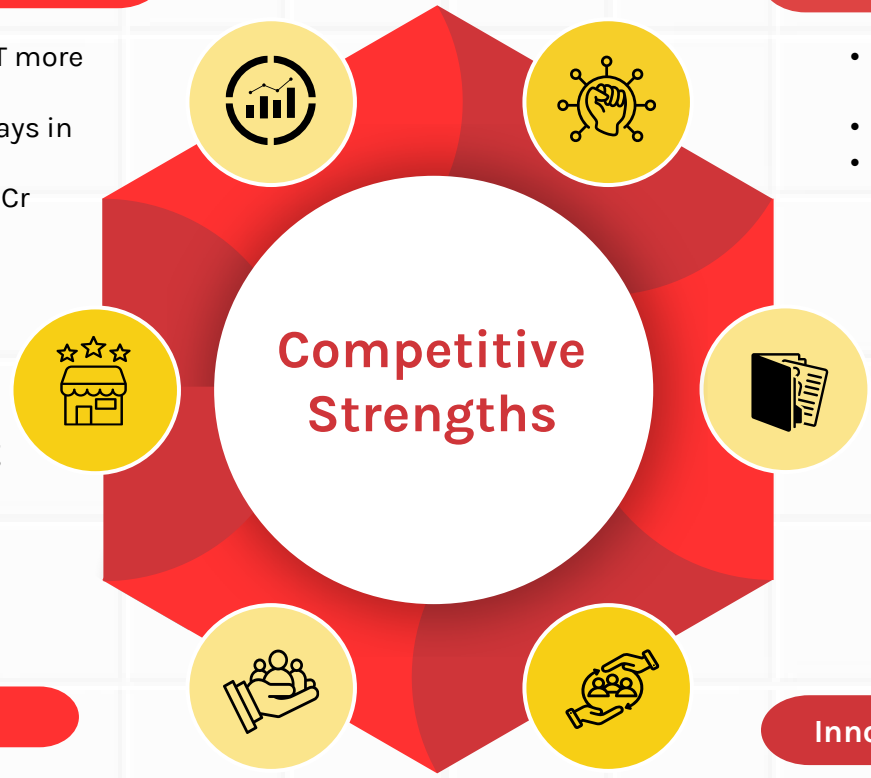 T more
ays in
Cr
Competitive
Strengths
Inno